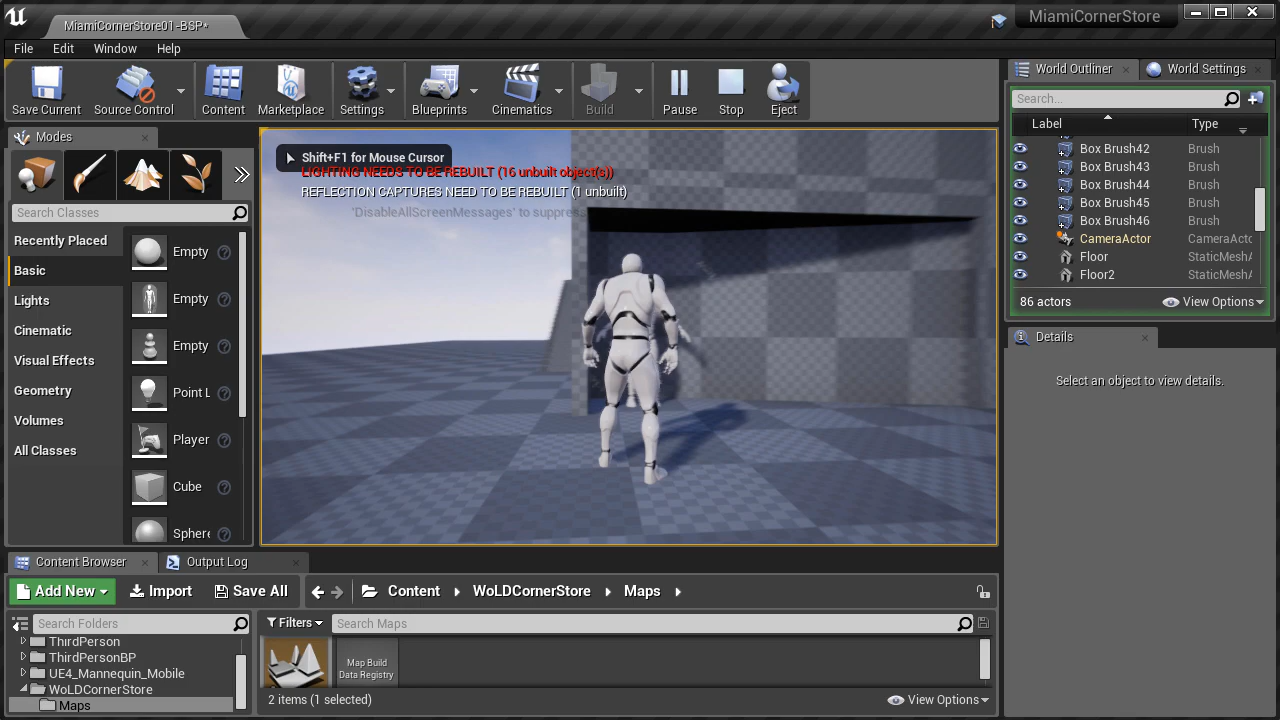 MiamiCornerStore01-BSP*
MiamiCornerStore
File Edit Window Help
Save Current
Source Control
Content
Marketplace
Settings
Blueprints
Cinematics
Build
Pause
Stop
Eject
Modes
Search Classes
Recently Placed
Basic
Lights
Cinematic
Visual Effects
Geometry
Volumes
All Classes
Empty
Empty
Empty
Point L
Player
Cube
Sphere
Shift+F1 for Mouse Cursor
LIGHTING NEEDS TO BE REBUILT (16 unbuilt object(s))
REFLECTION CAPTURES NEED TO BE REBUILT (1 unbuilt)
'DisableAllScreenMessages' to suppress
World Outliner
World Settings
Search...
Label Type
Box Brush42 Brush
Box Brush43 Brush
Box Brush44 Brush
Box Brush45 Brush
Box Brush46 Brush
CameraActor CameraActo
Floor StaticMeshA
Floor2 StaticMeshA
86 actors
View Options
Details
Select an object to view details.
Content Browser
Output Log
Add New
Import
Save All
Content
WoLDCornerStore
Maps
Search Folders
ThirdPerson
ThirdPersonBP
UE4_Mannequin_Mobile
WoLDCornerStore
Maps
Filters
Search Maps
Map Build
Data Registry
2 items (1 selected)
View Options